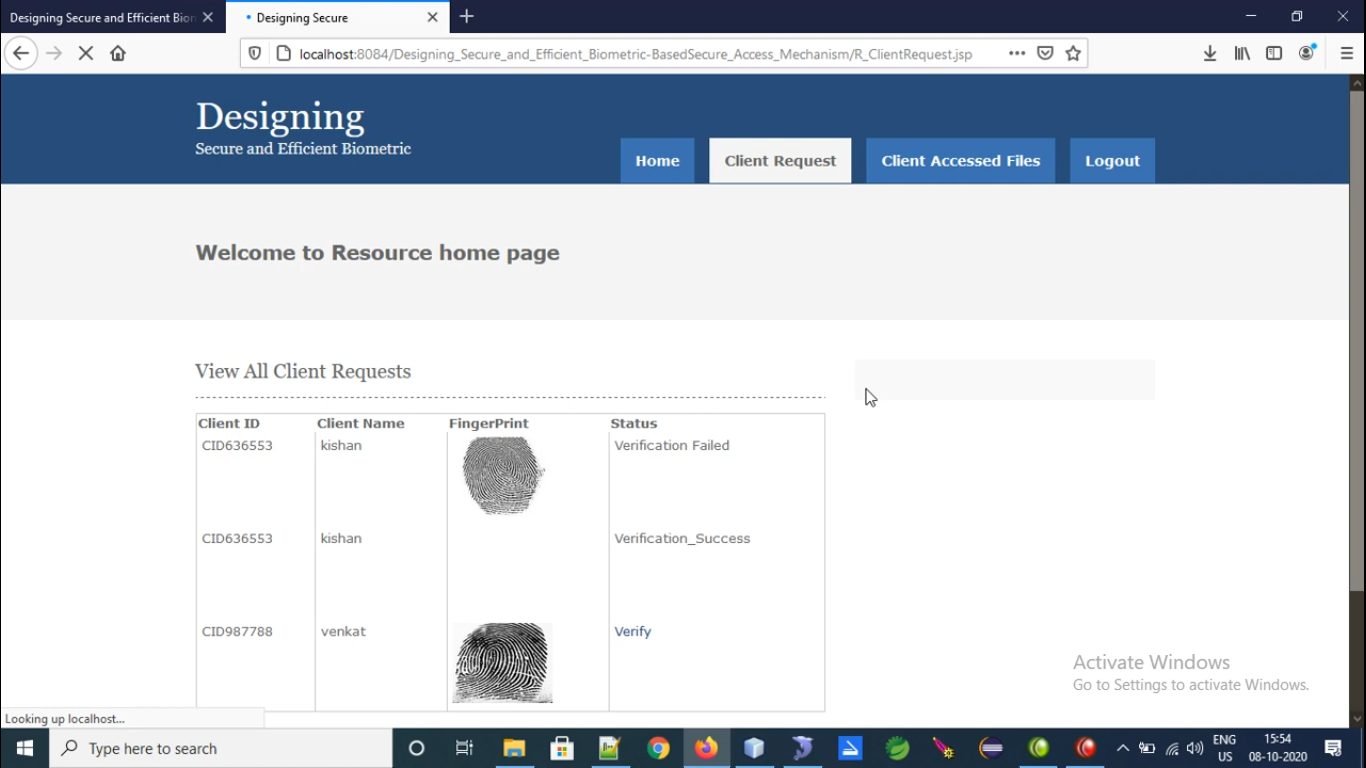 Designing Secure and Efficient Bion
Designing Secure
localhost:8084/Designing_Secure_and_Efficient_Biometric-BasedSecure_Access_Mechanism/R_ClientRequest.jsp
Designing
Secure and Efficient Biometric
Home Client Request Client Accessed Files Logout
Welcome to Resource home page
View All Client Requests
Client ID Client Name FingerPrint Status
CID636553 kishan Verification Failed
CID636553 kishan Verification_Success
CID987788 venkat Verify
Activate Windows
Go to Settings to activate Windows.
Looking up localhost...
Type here to search
ENG
US
15:54
08-10-2020